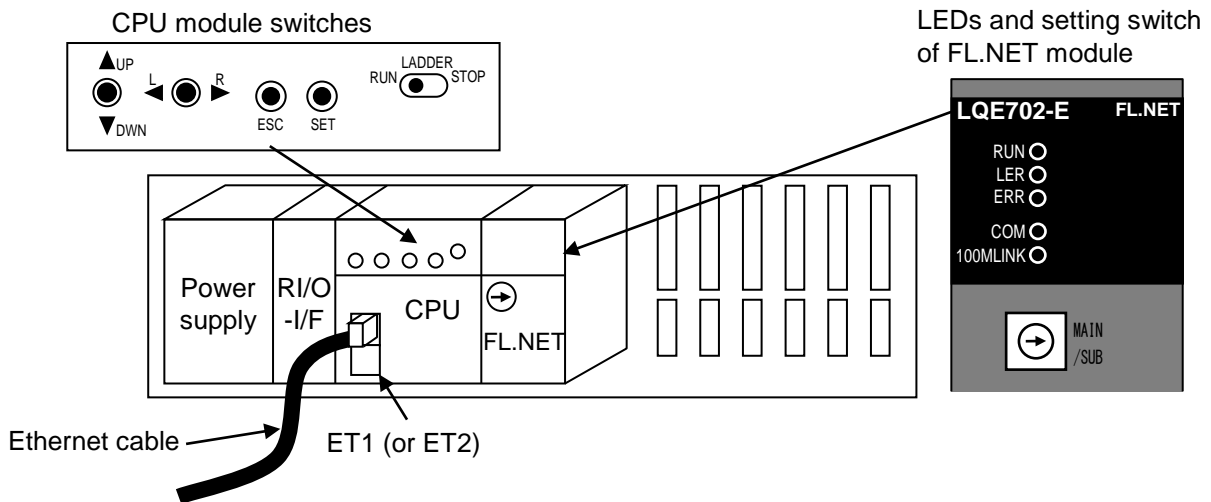 CPU module switches
UP
DWN
L
R
ESC
SET
LADDER
RUN
STOP
LEDs and setting switch
of FL.NET module
LQE702-E
FL.NET
RUN
LER
ERR
COM
100MLINK
MAIN
/SUB
Power
supply
RI/O
-I/F
CPU
FL.NET
Ethernet cable
ET1 (or ET2)